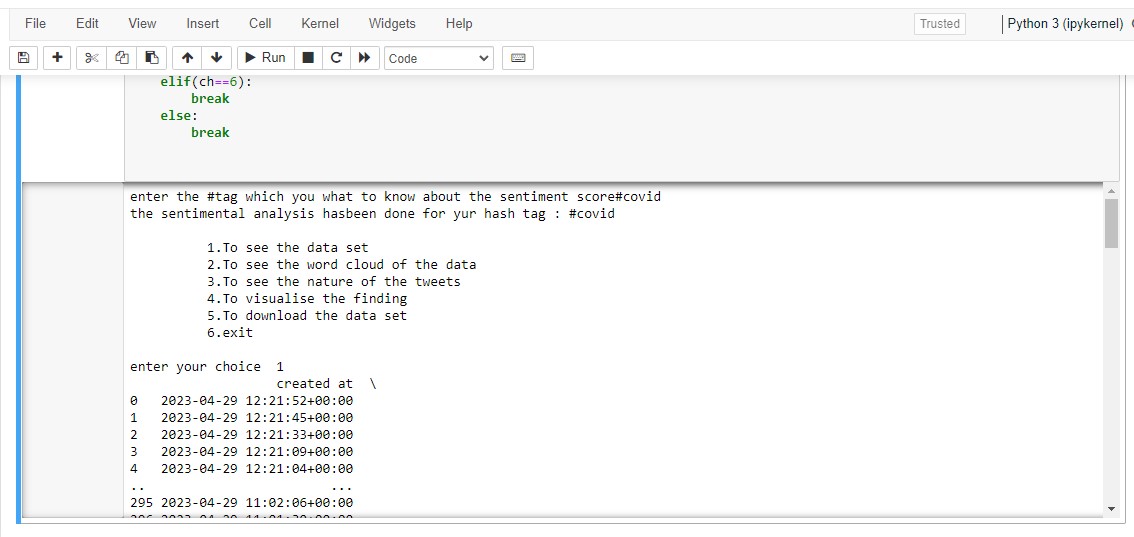 File Edit View Insert Cell Kernel Widgets Help Trusted Python 3 (ipykernel)
Run Code
elif(ch==6):
break
else:
break
enter the #tag which you what to know about the sentiment score#covid
the sentimental analysis hasbeen done for yur hash tag : #covid
1.To see the data set
2.To see the word cloud of the data
3.To see the nature of the tweets
4.To visualise the finding
5.To download the data set
6.exit
enter your choice 1
created at \
0 2023-04-29 12:21:52+00:00
1 2023-04-29 12:21:45+00:00
2 2023-04-29 12:21:33+00:00
3 2023-04-29 12:21:09+00:00
4 2023-04-29 12:21:04+00:00
.. ...
295 2023-04-29 11:02:06+00:00